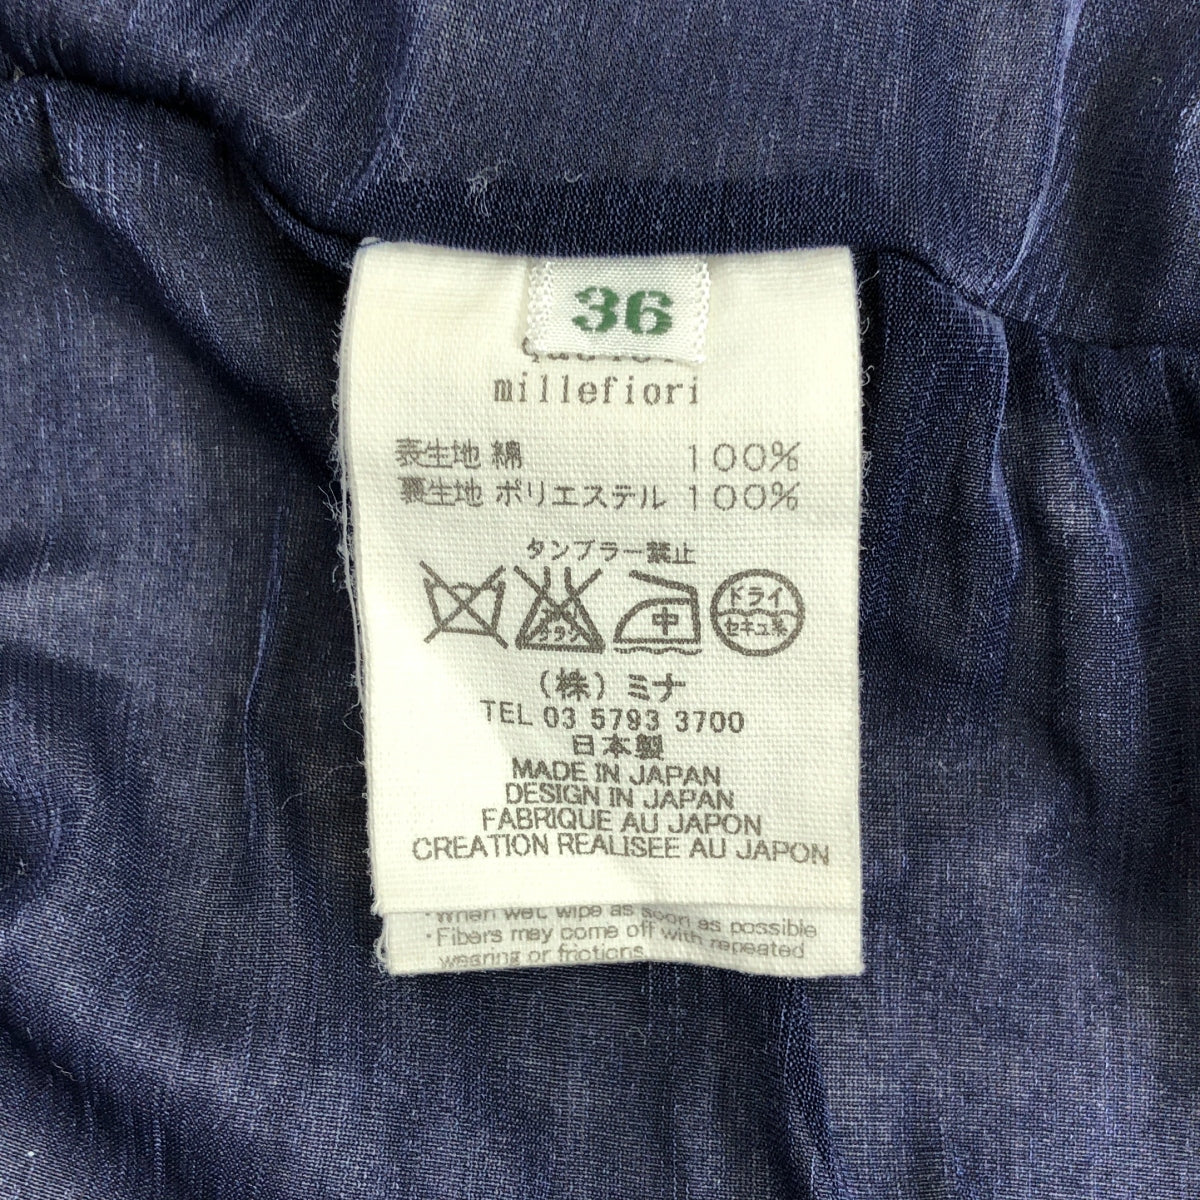 36
millefiori
表生地 綿 100%
裏生地 ポリエステル 100%
タンブラー禁止
中
ドライ
セキユ系
(株) ミナ
TEL 03 5793 3700
日本製
MADE IN JAPAN
DESIGN IN JAPAN
FABRIQUE AU JAPON
CREATION REALISEE AU JAPON
·When wet, wipe as soon as possible
·Fibers may come off with repeated
wearing or frictions.